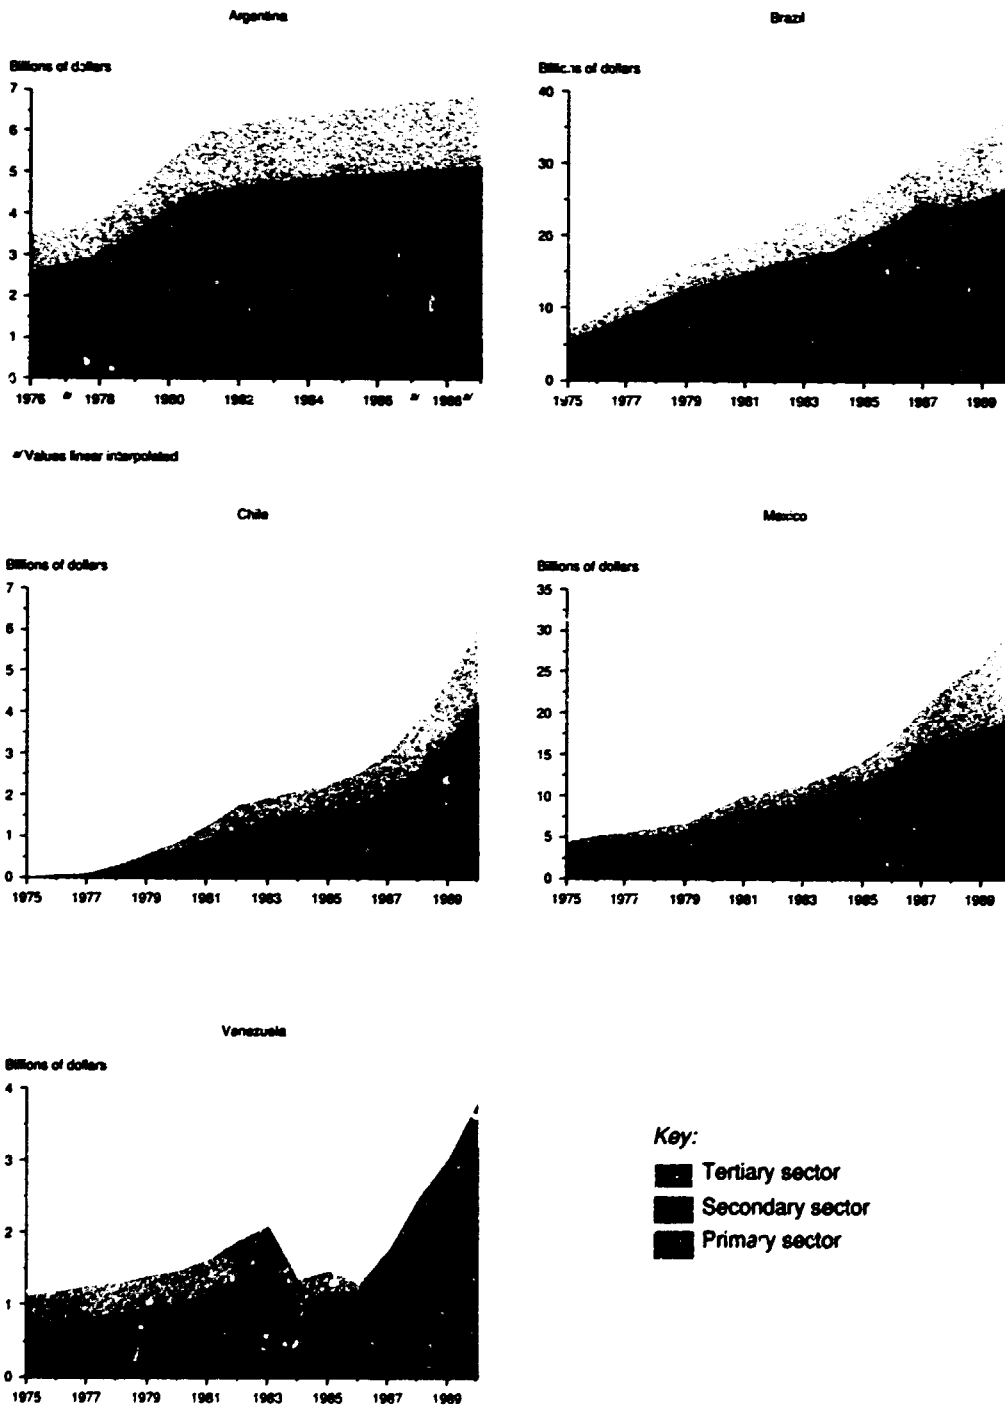 Argentina
Billions of dollars
7
6
5
4
3
2
1
0
1976 a/ 1978 1980 1982 1984 1986 a/ 1988 a/
a/ Values linear interpolated
Brazil
Billions of dollars
40
30
20
10
0
1975 1977 1979 1981 1983 1985 1987 1989
Chile
Billions of dollars
7
6
5
4
3
2
1
0
1975 1977 1979 1981 1983 1985 1987 1989
Mexico
Billions of dollars
35
30
25
20
15
10
5
0
1975 1977 1979 1981 1983 1985 1987 1989
Venezuela
Billions of dollars
4
3
2
1
0
1975 1977 1979 1981 1983 1985 1987 1989
Key:
Tertiary sector
Secondary sector
Primary sector